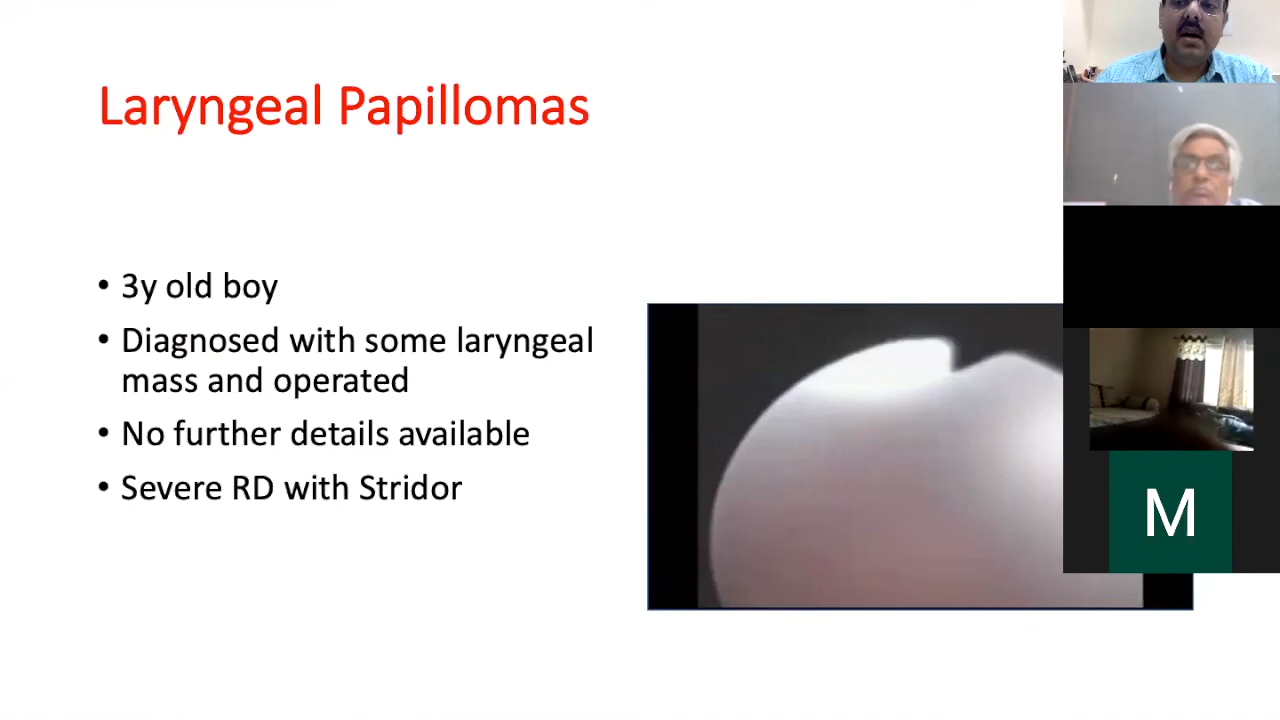 Laryngeal Papillomas
• 3y old boy
• Diagnosed with some laryngeal
mass and operated
• No further details available
• Severe RD with Stridor
M